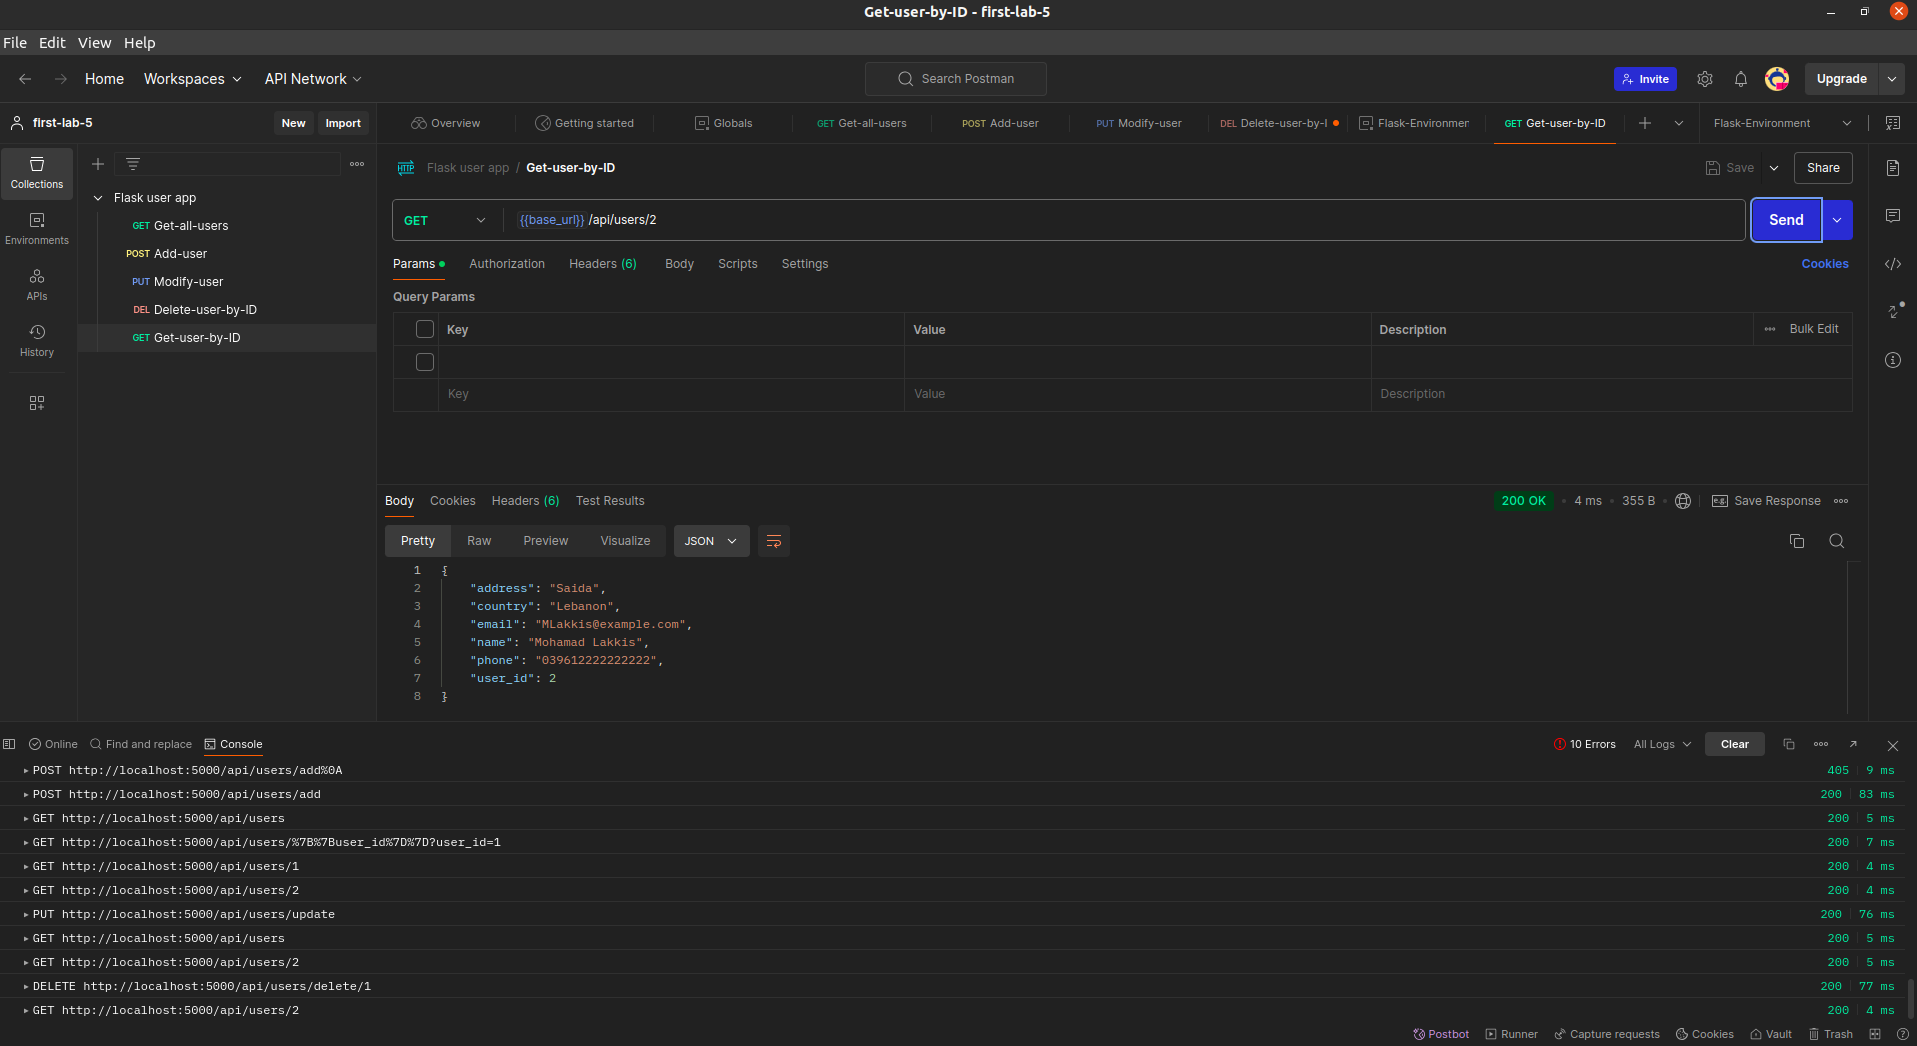 Get-user-by-ID - first-lab-5
File Edit View Help
Home Workspaces API Network Search Postman Invite Upgrade
first-lab-5 New Import Overview Getting started Globals GET Get-all-users POST Add-user PUT Modify-user DEL Delete-user-by-I Flask-Environmer GET Get-user-by-ID Flask-Environment
Collections
Environments
APIs
History
Flask user app
GET Get-all-users
POST Add-user
PUT Modify-user
DEL Delete-user-by-ID
GET Get-user-by-ID
HTTP Flask user app / Get-user-by-ID Save Share
GET {{base_url}} /api/users/2 Send
Params Authorization Headers (6) Body Scripts Settings Cookies
Query Params
Key Value Description Bulk Edit
Key Value Description
Body Cookies Headers (6) Test Results 200 OK 4 ms 355 B e.g. Save Response
Pretty Raw Preview Visualize JSON
1 {
2 "address": "Saida",
3 "country": "Lebanon",
4 "email": "MLakkis@example.com",
5 "name": "Mohamad Lakkis",
6 "phone": "039612222222222",
7 "user_id": 2
8 }
Online Find and replace Console 10 Errors All Logs Clear
POST http://localhost:5000/api/users/add%0A 405 9 ms
POST http://localhost:5000/api/users/add 200 83 ms
GET http://localhost:5000/api/users 200 5 ms
GET http://localhost:5000/api/users/%7B%7Buser_id%7D%7D?user_id=1 200 7 ms
GET http://localhost:5000/api/users/1 200 4 ms
GET http://localhost:5000/api/users/2 200 4 ms
PUT http://localhost:5000/api/users/update 200 76 ms
GET http://localhost:5000/api/users 200 5 ms
GET http://localhost:5000/api/users/2 200 5 ms
DELETE http://localhost:5000/api/users/delete/1 200 77 ms
GET http://localhost:5000/api/users/2 200 4 ms
Postbot Runner Capture requests Cookies Vault Trash